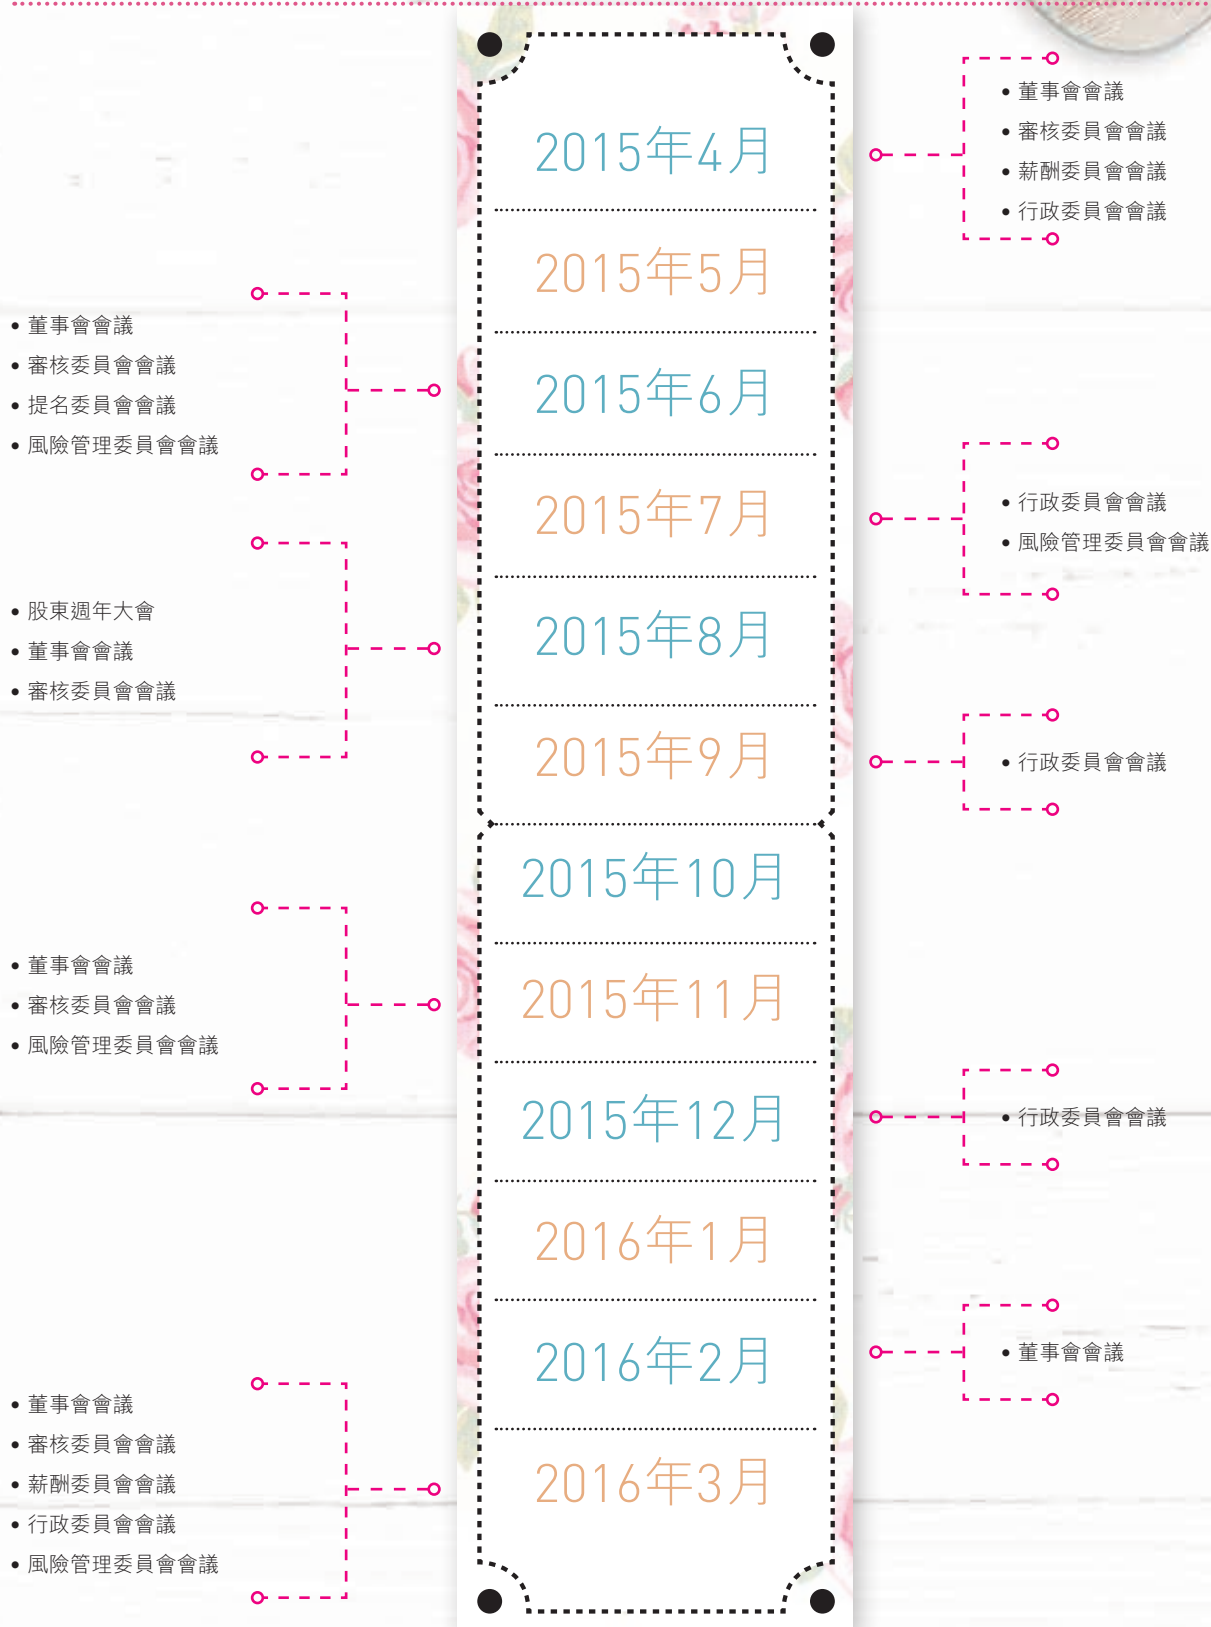 2015年4月
• 董事會會議
• 審核委員會會議
• 薪酬委員會會議
• 行政委員會會議
2015年5月
2015年6月
• 董事會會議
• 審核委員會會議
• 提名委員會會議
• 風險管理委員會會議
2015年7月
• 行政委員會會議
• 風險管理委員會會議
2015年8月
• 股東週年大會
• 董事會會議
• 審核委員會會議
2015年9月
• 行政委員會會議
2015年10月
2015年11月
• 董事會會議
• 審核委員會會議
• 風險管理委員會會議
2015年12月
• 行政委員會會議
2016年1月
2016年2月
• 董事會會議
2016年3月
• 董事會會議
• 審核委員會會議
• 薪酬委員會會議
• 行政委員會會議
• 風險管理委員會會議